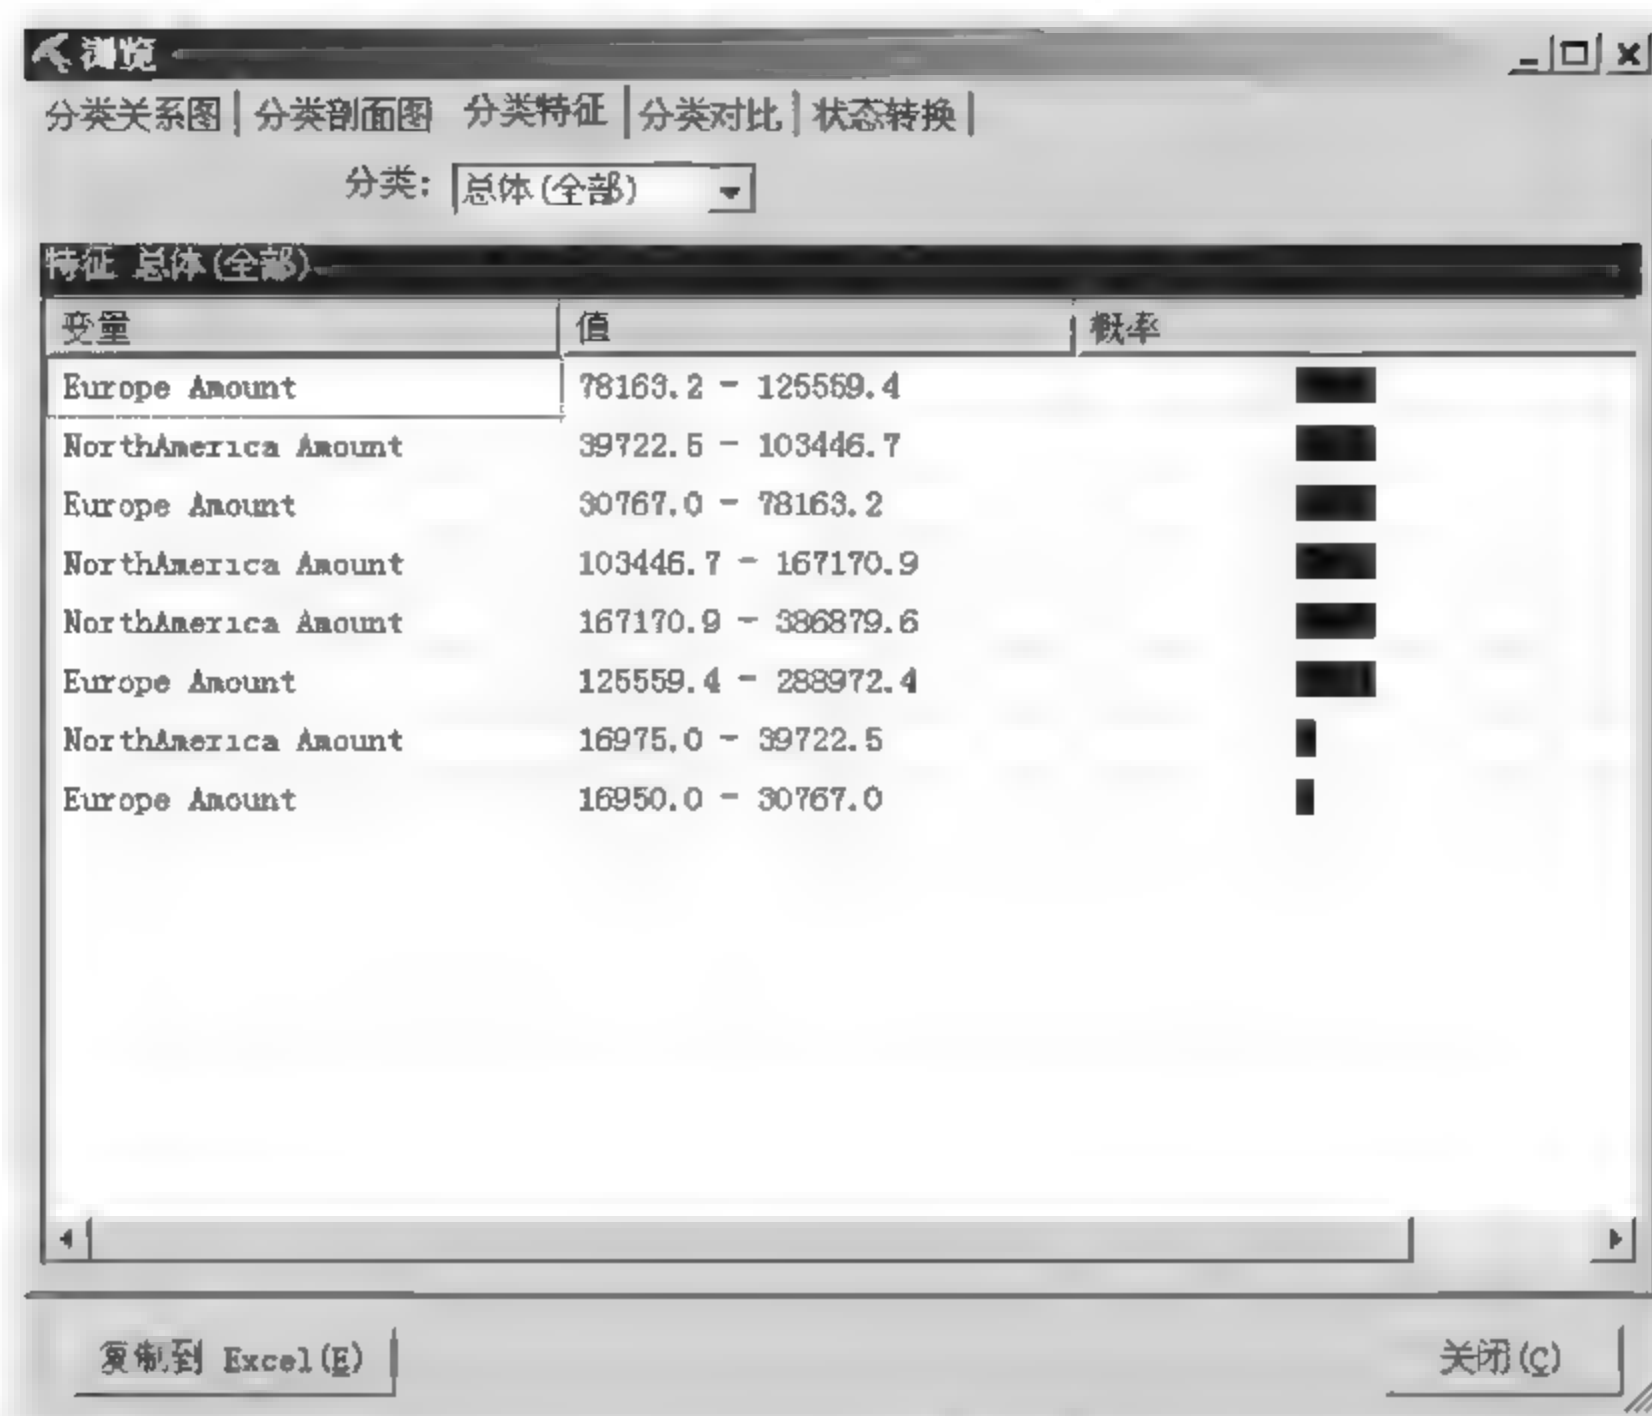 浏览
分类关系图 分类剖面图 分类特征 分类对比 状态转换
分类: 总体(全部)
特征 总体(全部)
变量 值 概率
Europe Amount 78163.2 - 125559.4
NorthAmerica Amount 39722.5 - 103446.7
Europe Amount 30767.0 - 78163.2
NorthAmerica Amount 103446.7 - 167170.9
NorthAmerica Amount 167170.9 - 386879.6
Europe Amount 125559.4 - 288972.4
NorthAmerica Amount 16975.0 - 39722.5
Europe Amount 16950.0 - 30767.0
复制到 Excel(E) 关闭(C)